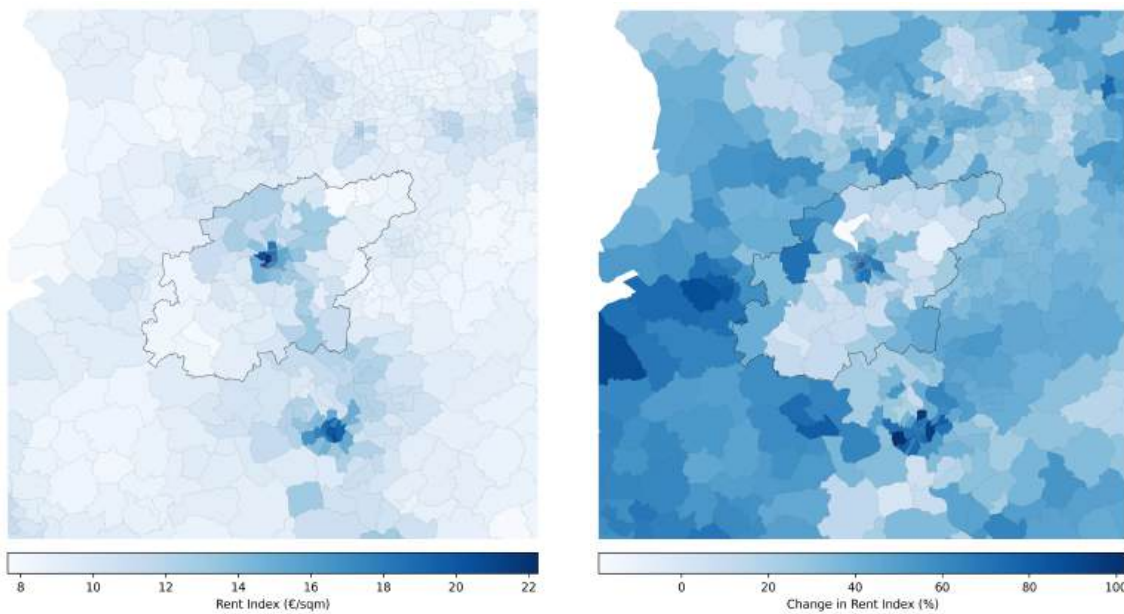 8 10 12 14 16 18 20 22
Rent Index (€/sqm)
0 20 40 60 80 100
Change in Rent Index (%)